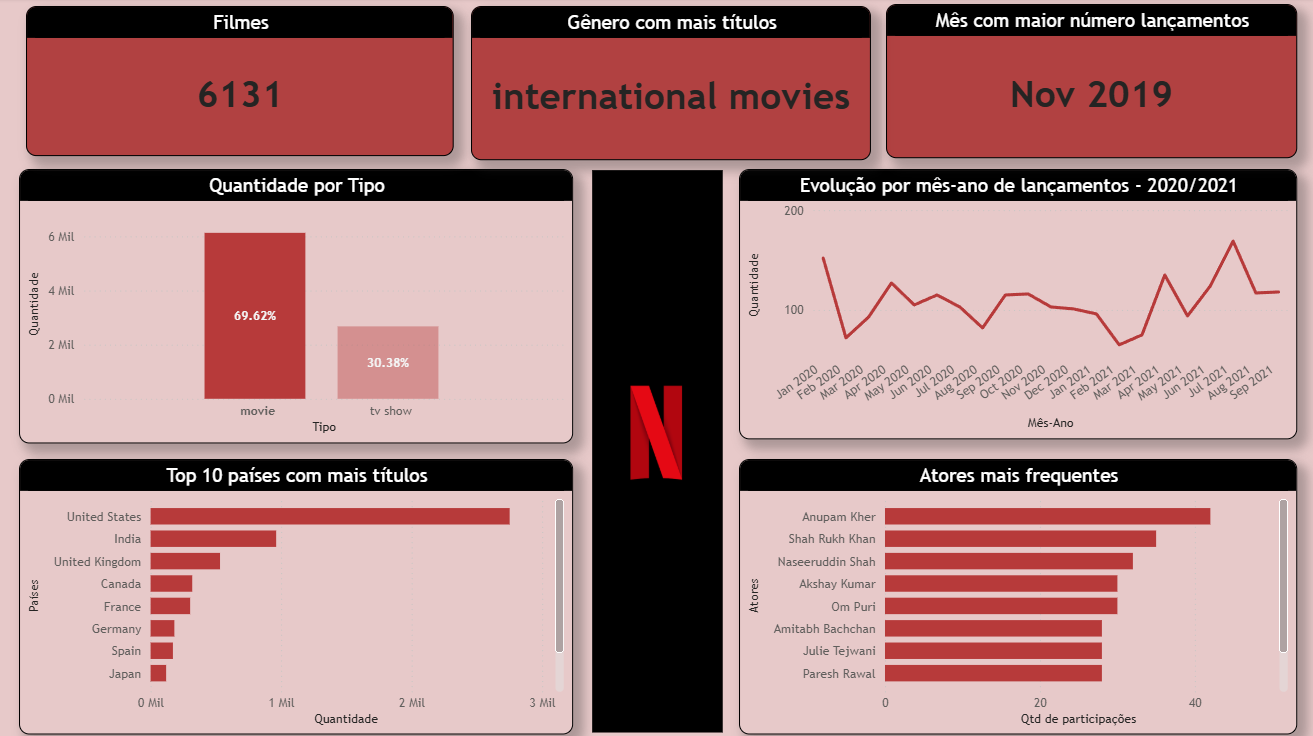 Filmes
6131
Gênero com mais títulos
international movies
Mês com maior número lançamentos
Nov 2019
Quantidade por Tipo
6 Mil
4 Mil
2 Mil
0 Mil
Quantidade
69.62%
30.38%
movie
tv show
Tipo
Evolução por mês-ano de lançamentos - 2020/2021
200
100
Quantidade
Jan 2020
Feb 2020
Mar 2020
Apr 2020
May 2020
Jun 2020
Jul 2020
Aug 2020
Sep 2020
Oct 2020
Nov 2020
Dec 2020
Jan 2021
Feb 2021
Mar 2021
Apr 2021
May 2021
Jun 2021
Jul 2021
Aug 2021
Sep 2021
Mês-Ano
N
Top 10 países com mais títulos
Países
United States
India
United Kingdom
Canada
France
Germany
Spain
Japan
0 Mil
1 Mil
2 Mil
3 Mil
Quantidade
Atores mais frequentes
Atores
Anupam Kher
Shah Rukh Khan
Naseeruddin Shah
Akshay Kumar
Om Puri
Amitabh Bachchan
Julie Tejwani
Paresh Rawal
0
20
40
Qtd de participações